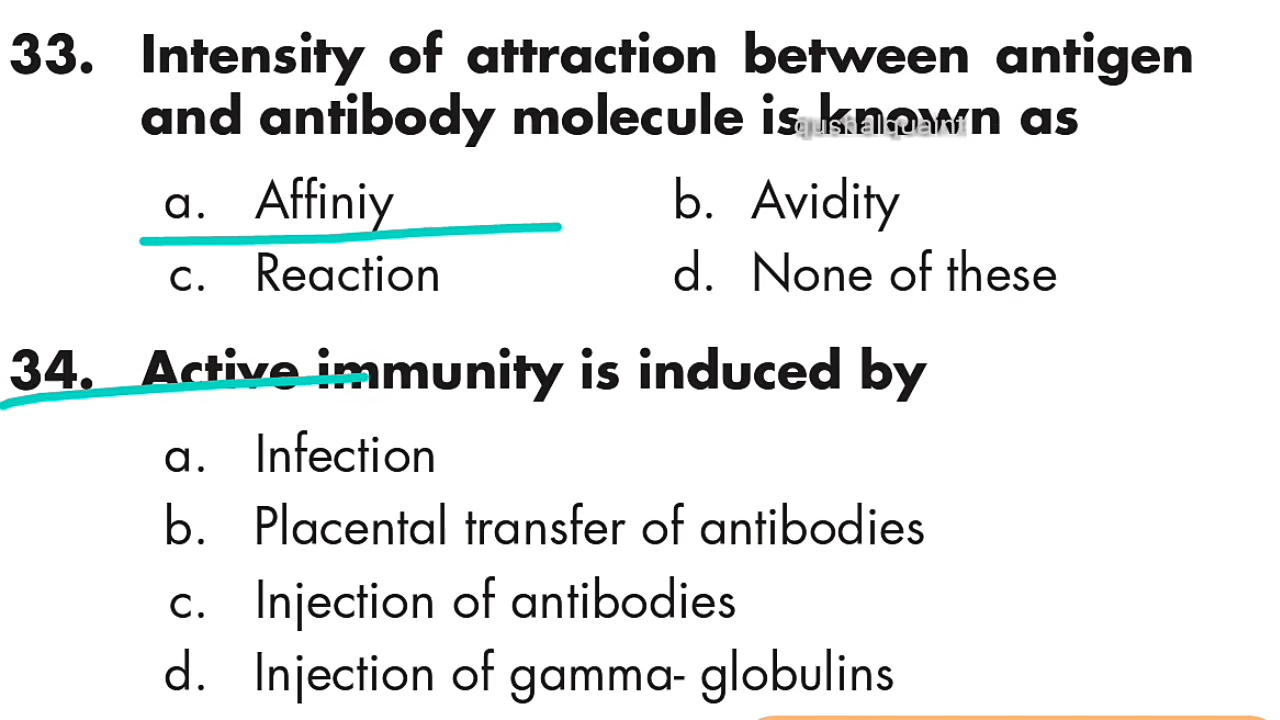 33. Intensity of attraction between antigen
and antibody molecule is known as
qushalquaint
a. Affiniy b. Avidity
c. Reaction d. None of these
34. Active immunity is induced by
a. Infection
b. Placental transfer of antibodies
c. Injection of antibodies
d. Injection of gamma- globulins